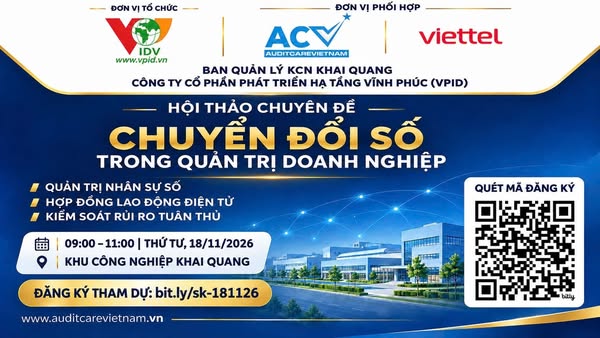 ĐƠN VỊ TỔ CHỨC
ĐƠN VỊ PHỐI HỢP
V IDV
www.vpid.vn
ACV
AUDITCAREVIETNAM
viettel
BAN QUẢN LÝ KCN KHAI QUANG
CÔNG TY CỔ PHẦN PHÁT TRIỂN HẠ TẦNG VĨNH PHÚC (VPID)
HỘI THẢO CHUYÊN ĐỀ
CHUYỂN ĐỔI SỐ
TRONG QUẢN TRỊ DOANH NGHIỆP
QUẢN TRỊ NHÂN SỰ SỐ
HỢP ĐỒNG LAO ĐỘNG ĐIỆN TỬ
KIỂM SOÁT RỦI RO TUÂN THỦ
QUÉT MÃ ĐĂNG KÝ
09:00 – 11:00 | THỨ TƯ, 18/11/2026
KHU CÔNG NGHIỆP KHAI QUANG
bitly
ĐĂNG KÝ THAM DỰ: bit.ly/sk-181126
www.auditcarevietnam.vn